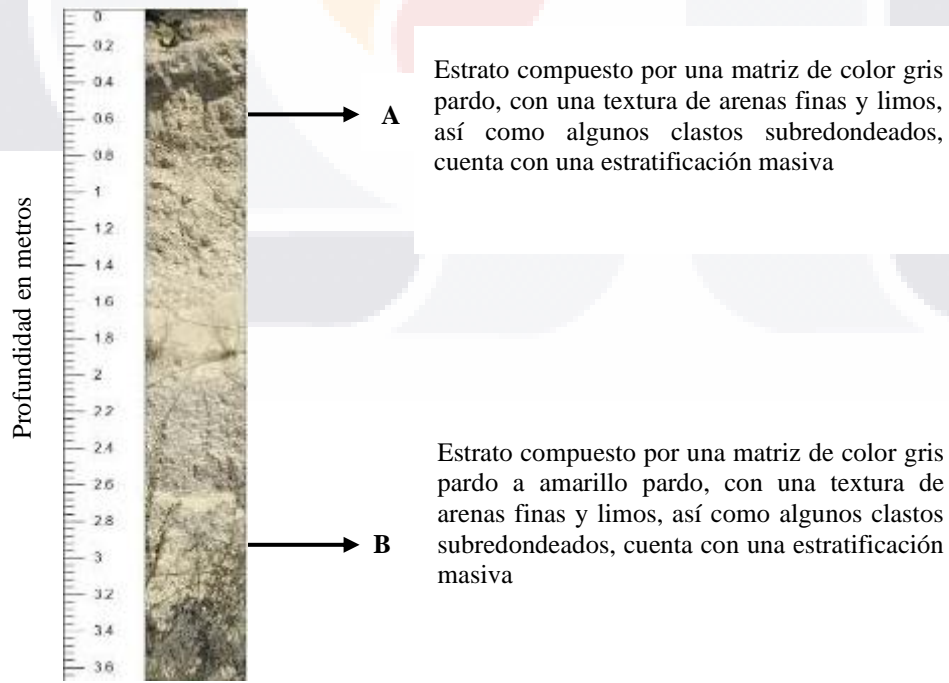 Profundidad en metros
0
0.2
0.4
0.6
0.8
1
1.2
1.4
1.6
1.8
2
2.2
2.4
2.6
2.8
3
3.2
3.4
3.6
A
Estrato compuesto por una matriz de color gris
pardo, con una textura de arenas finas y limos,
así como algunos clastos subredondeados,
cuenta con una estratificación masiva
B
Estrato compuesto por una matriz de color gris
pardo a amarillo pardo, con una textura de
arenas finas y limos, así como algunos clastos
subredondeados, cuenta con una estratificación
masiva